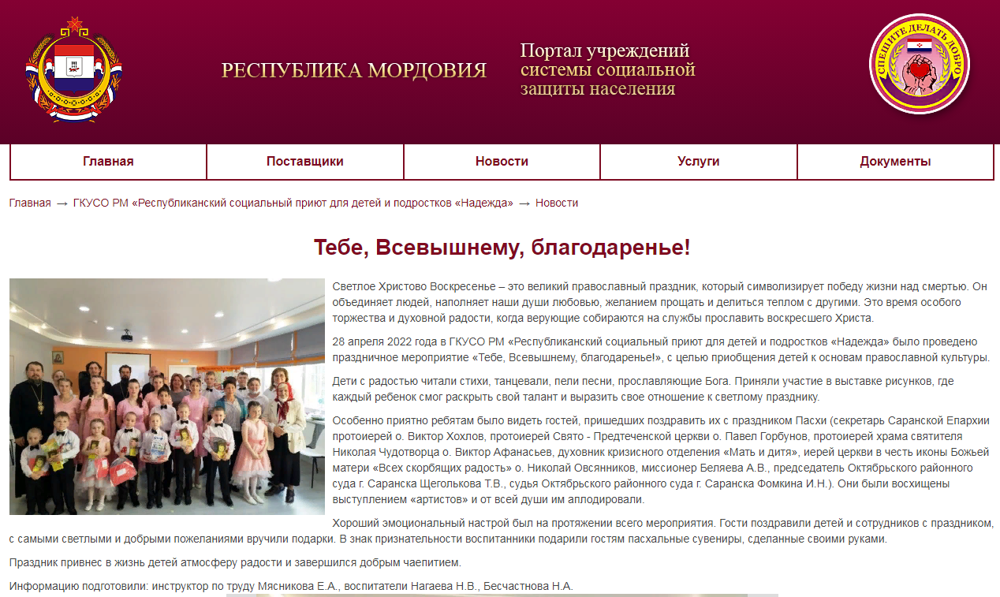 РЕСПУБЛИКА МОРДОВИЯ
Портал учреждений
системы социальной
защиты населения
СПЕШИТЕ ДЕЛАТЬ ДОБРО
Главная
Поставщики
Новости
Услуги
Документы
Главная → ГКУСО РМ «Республиканский социальный приют для детей и подростков «Надежда» → Новости
Тебе, Всевышнему, благодаренье!
Светлое Христово Воскресенье – это великий православный праздник, который символизирует победу жизни над смертью. Он
объединяет людей, наполняет наши души любовью, желанием прощать и делиться теплом с другими. Это время особого
торжества и духовной радости, когда верующие собираются на службы прославить воскресшего Христа.
28 апреля 2022 года в ГКУСО РМ «Республиканский социальный приют для детей и подростков «Надежда» было проведено
праздничное мероприятие «Тебе, Всевышнему, благодаренье!», с целью приобщения детей к основам православной культуры.
Дети с радостью читали стихи, танцевали, пели песни, прославляющие Бога. Приняли участие в выставке рисунков, где
каждый ребенок смог раскрыть свой талант и выразить свое отношение к светлому празднику.
Особенно приятно ребятам было видеть гостей, пришедших поздравить их с праздником Пасхи (секретарь Саранской Епархии
протоиерей о. Виктор Хохлов, протоиерей Свято - Предтеченской церкви о. Павел Горбунов, протоиерей храма святителя
Николая Чудотворца о. Виктор Афанасьев, духовник кризисного отделения «Мать и дитя», иерей церкви в честь иконы Божьей
матери «Всех скорбящих радость» о. Николай Овсянников, миссионер Беляева А.В., председатель Октябрьского районного
суда г. Саранска Щеголькова Т.В., судья Октябрьского районного суда г. Саранска Фомкина И.Н.). Они были восхищены
выступлением «артистов» и от всей души им аплодировали.
Хороший эмоциональный настрой был на протяжении всего мероприятия. Гости поздравили детей и сотрудников с праздником,
с самыми светлыми и добрыми пожеланиями вручили подарки. В знак признательности воспитанники подарили гостям пасхальные сувениры, сделанные своими руками.
Праздник привнес в жизнь детей атмосферу радости и завершился добрым чаепитием.
Информацию подготовили: инструктор по труду Мясникова Е.А., воспитатели Нагаева Н.В., Бесчастнова Н.А.